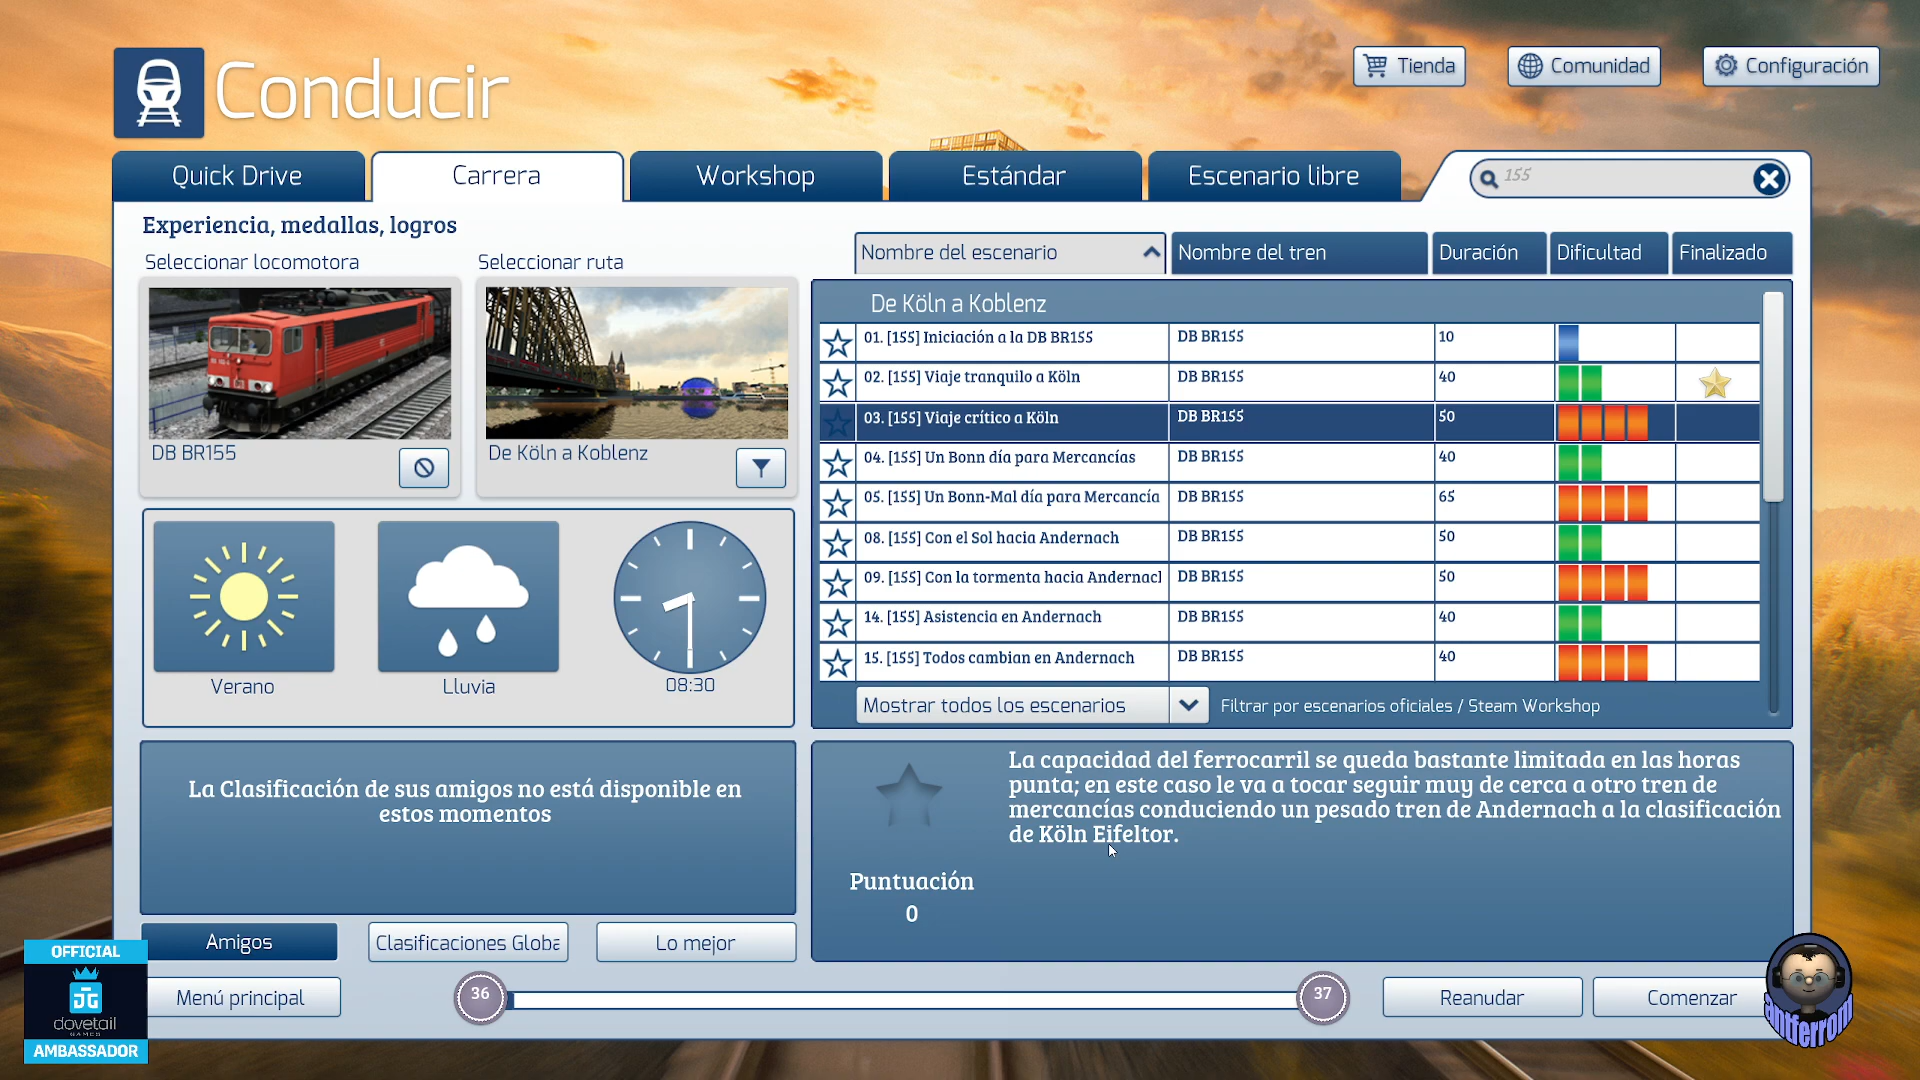 Conducir
Tienda
Comunidad
Configuración
Quick Drive
Carrera
Workshop
Estándar
Escenario libre
155
Experiencia, medallas, logros
Seleccionar locomotora
Seleccionar ruta
DB BR155
De Köln a Koblenz
Verano
Lluvia
08:30
Nombre del escenario
Nombre del tren
Duración
Dificultad
Finalizado
De Köln a Koblenz
01. [155] Iniciación a la DB BR155 DB BR155 10
02. [155] Viaje tranquilo a Köln DB BR155 40
03. [155] Viaje crítico a Köln DB BR155 50
04. [155] Un Bonn día para Mercancías DB BR155 40
05. [155] Un Bonn-Mal día para Mercancía DB BR155 65
08. [155] Con el Sol hacia Andernach DB BR155 50
09. [155] Con la tormenta hacia Andernacl DB BR155 50
14. [155] Asistencia en Andernach DB BR155 40
15. [155] Todos cambian en Andernach DB BR155 40
Mostrar todos los escenarios
Filtrar por escenarios oficiales / Steam Workshop
La Clasificación de sus amigos no está disponible en
estos momentos
La capacidad del ferrocarril se queda bastante limitada en las horas
punta; en este caso le va a tocar seguir muy de cerca a otro tren de
mercancías conduciendo un pesado tren de Andernach a la clasificación
de Köln Eifeltor.
Puntuación
0
Amigos
Clasificaciones Globa
Lo mejor
Menú principal
36
37
Reanudar
Comenzar
OFFICIAL
dovetail
GAMES
AMBASSADOR
antferroni